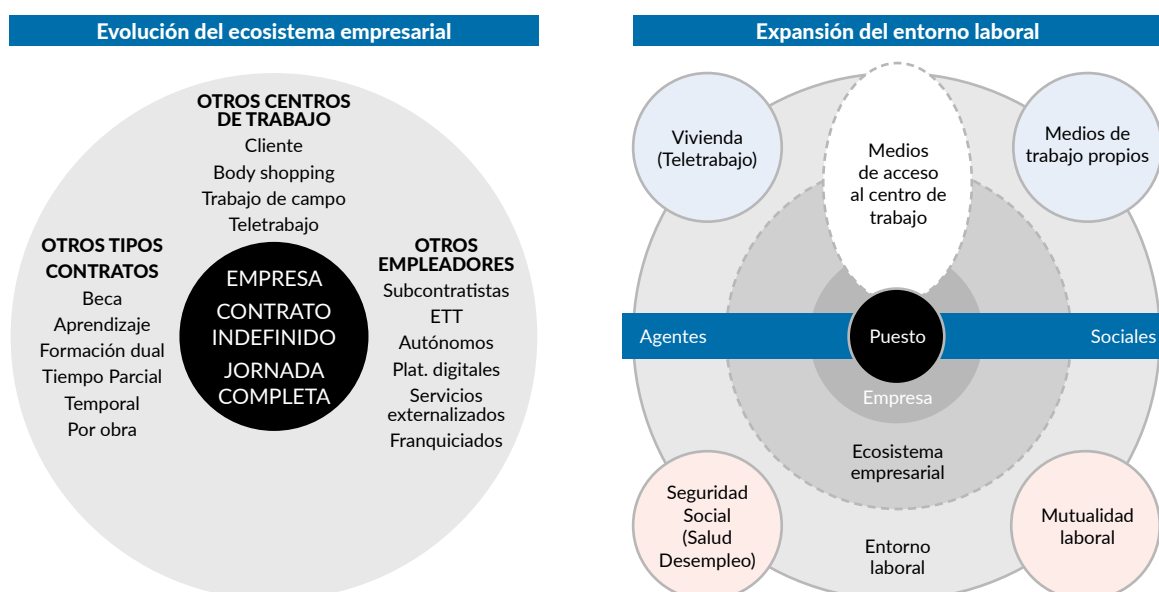 Evolución del ecosistema empresarial
OTROS CENTROS
DE TRABAJO
Cliente
Body shopping
Trabajo de campo
Teletrabajo
OTROS TIPOS
CONTRATOS
Beca
Aprendizaje
Formación dual
Tiempo Parcial
Temporal
Por obra
EMPRESA
CONTRATO
INDEFINIDO
JORNADA
COMPLETA
OTROS
EMPLEADORES
Subcontratistas
ETT
Autónomos
Plat. digitales
Servicios
externalizados
Franquiciados
Expansión del entorno laboral
Vivienda
(Teletrabajo)
Medios
de acceso
al centro de
trabajo
Medios de
trabajo propios
Agentes
Puesto
Sociales
Empresa
Ecosistema
empresarial
Seguridad
Social
(Salud
Desempleo)
Entorno
laboral
Mutualidad
laboral